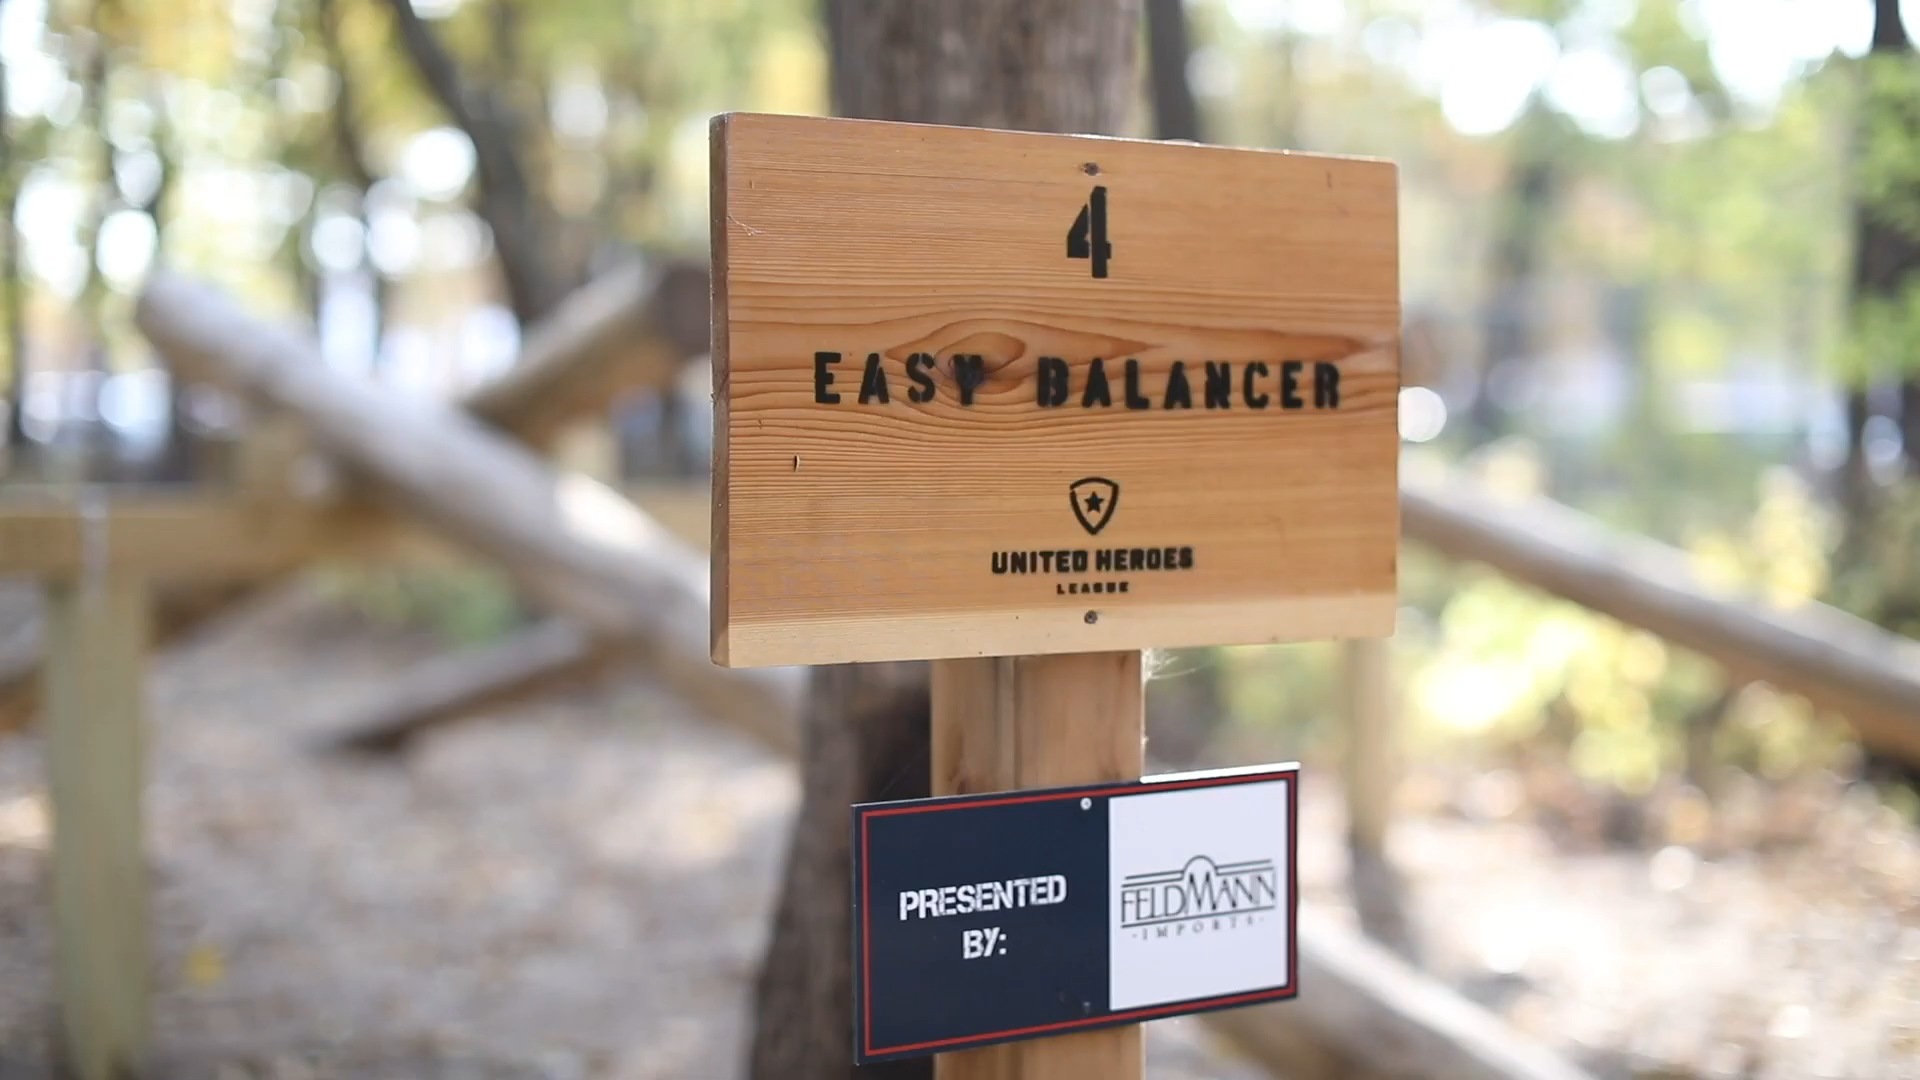 4
EASY BALANCER
UNITED HEROES
LEAGUE
PRESENTED
BY:
FELDMANN
·IMPORTS·